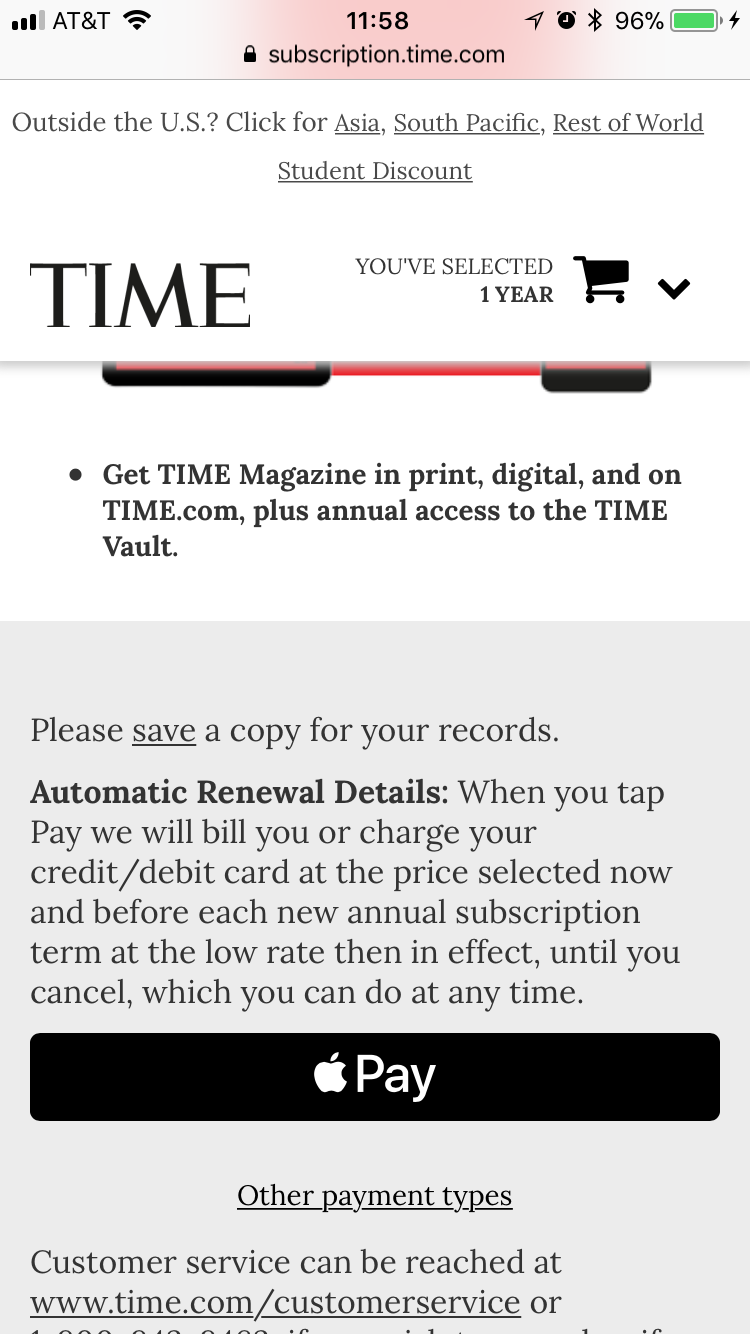 AT&T 11:58 96%
subscription.time.com
Outside the U.S.? Click for Asia, South Pacific, Rest of World
Student Discount
TIME
YOU'VE SELECTED
1 YEAR
• Get TIME Magazine in print, digital, and on
TIME.com, plus annual access to the TIME
Vault.
Please save a copy for your records.
Automatic Renewal Details: When you tap
Pay we will bill you or charge your
credit/debit card at the price selected now
and before each new annual subscription
term at the low rate then in effect, until you
cancel, which you can do at any time.
Pay
Other payment types
Customer service can be reached at
www.time.com/customerservice or